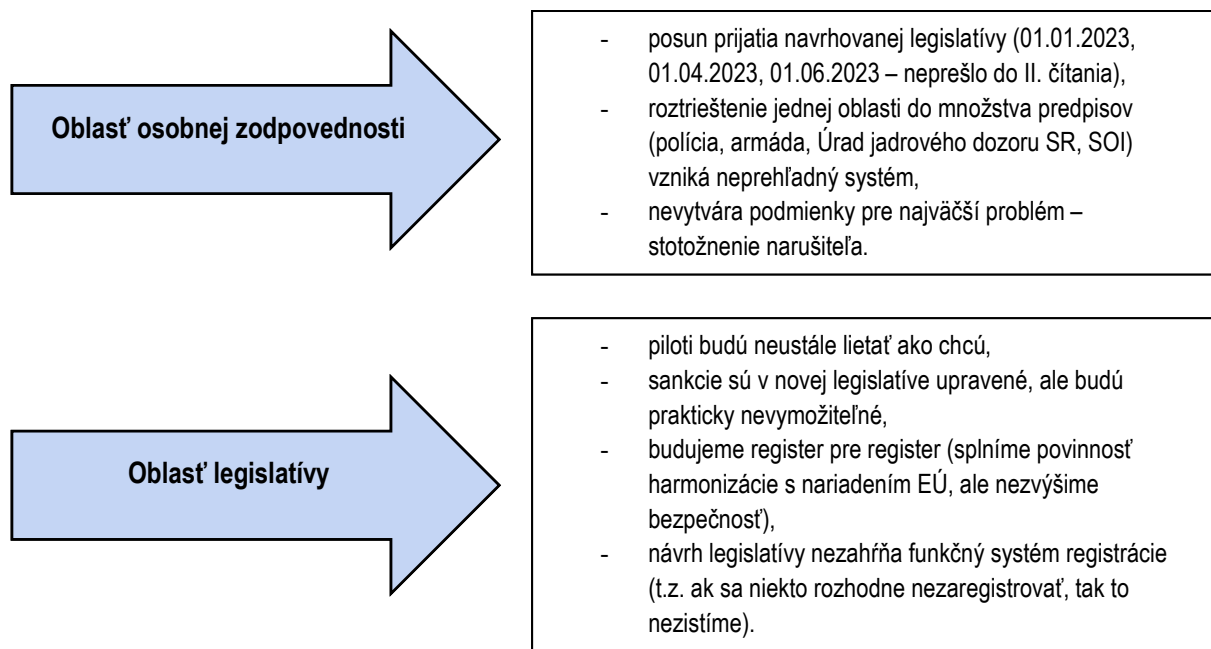 Oblasť osobnej zodpovednosti
- posun prijatia navrhovanej legislatívy (01.01.2023,
01.04.2023, 01.06.2023 – neprešlo do II. čítania),
- roztrieštenie jednej oblasti do množstva predpisov
(polícia, armáda, Úrad jadrového dozoru SR, SOI)
vzniká neprehľadný systém,
- nevytvára podmienky pre najväčší problém –
stotožnenie narušiteľa.
Oblasť legislatívy
- piloti budú neustále lietať ako chcú,
- sankcie sú v novej legislatíve upravené, ale budú
prakticky nevymožiteľné,
- budujeme register pre register (splníme povinnosť
harmonizácie s nariadením EÚ, ale nezvýšime
bezpečnosť),
- návrh legislatívy nezahŕňa funkčný systém registrácie
(t.z. ak sa niekto rozhodne nezaregistrovať, tak to
nezistíme).